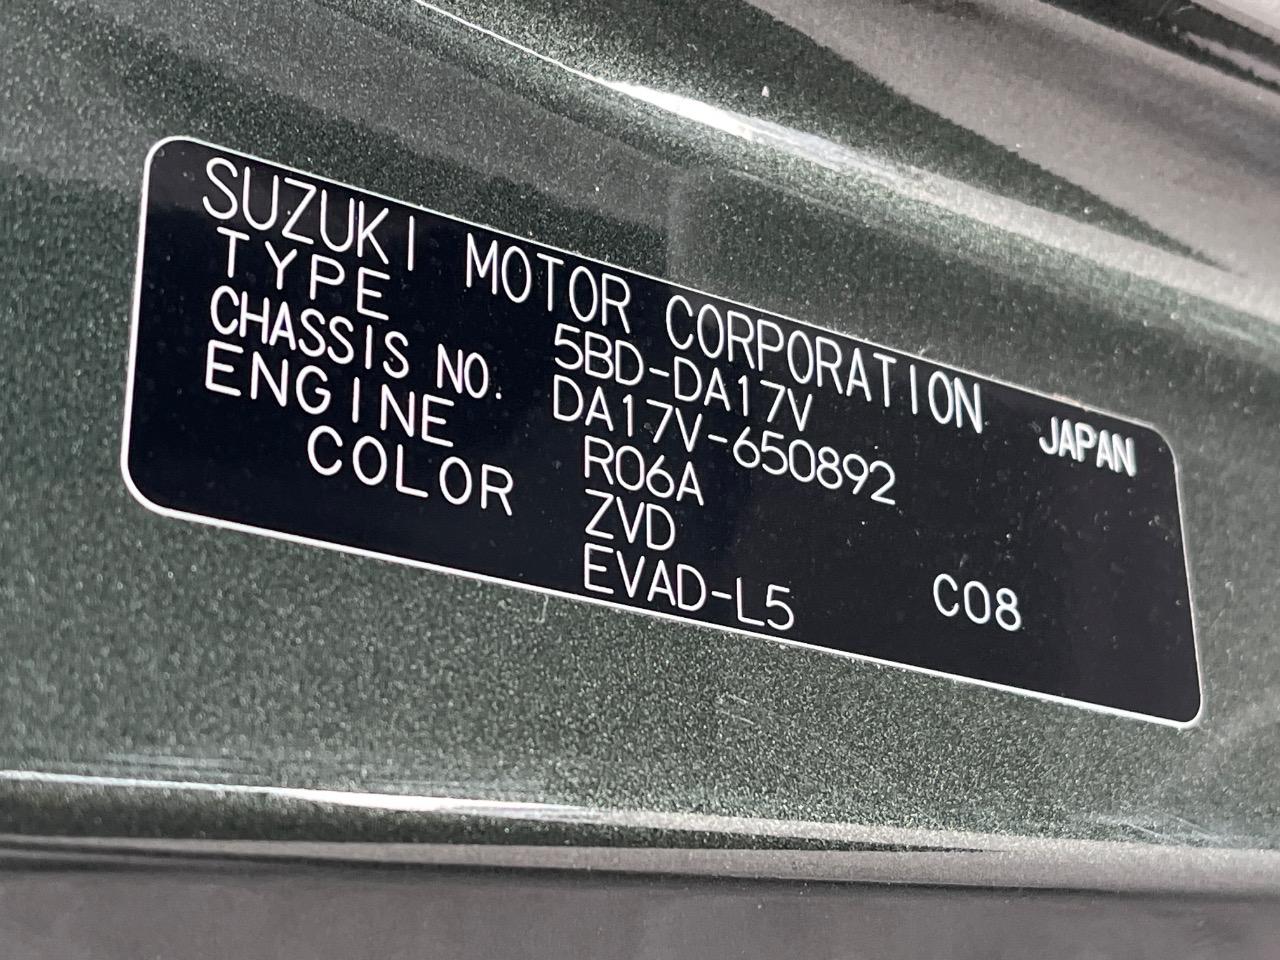 SUZUKI MOTOR CORPORATION JAPAN
TYPE 5BD-DA17V
CHASSIS NO. DA17V-650892
ENGINE R06A
COLOR ZVD
EVAD-L5 C08